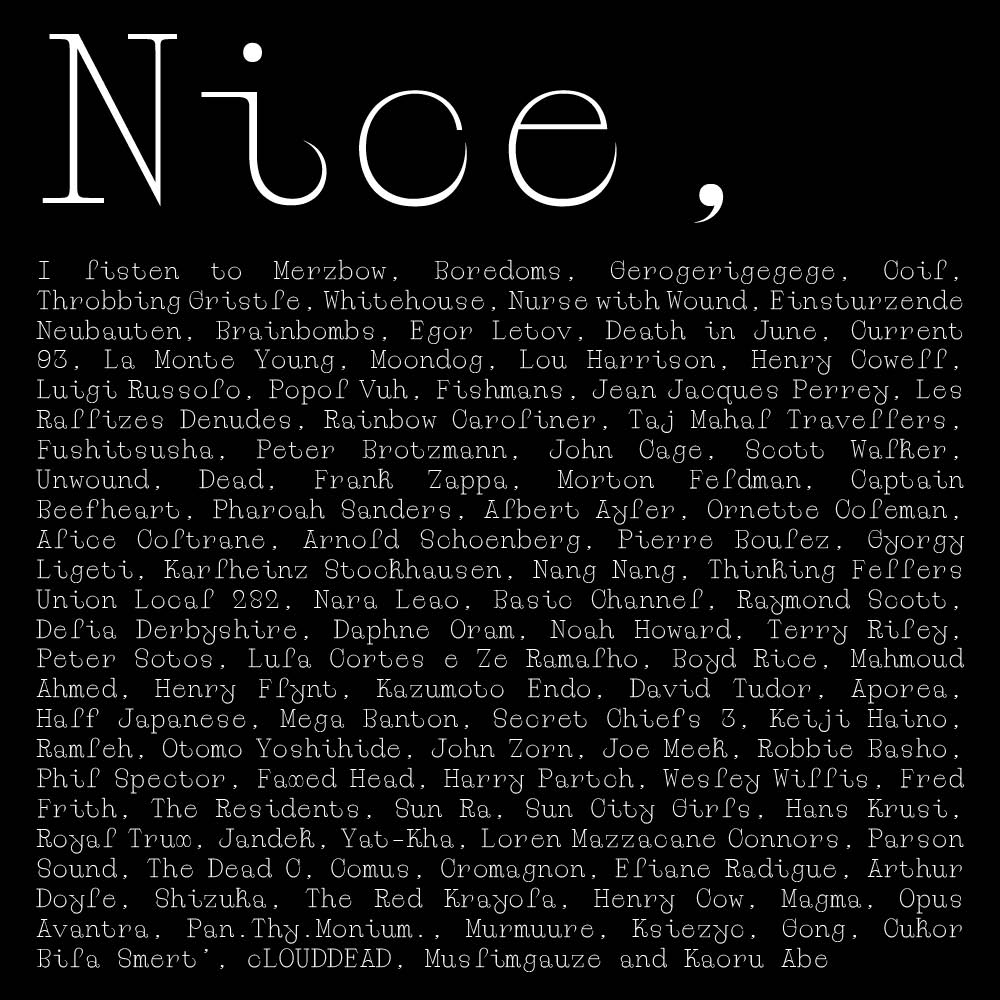 Nice,
I listen to Merzbow, Boredoms, Gerogerigegege, Coil,
Throbbing Gristle, Whitehouse, Nurse with Wound, Einsturzende
Neubauten, Brainbombs, Egor Letov, Death in June, Current
93, La Monte Young, Moondog, Lou Harrison, Henry Cowell,
Luigi Russolo, Popol Vuh, Fishmans, Jean Jacques Perrey, Les
Rallizes Denudes, Rainbow Caroliner, Taj Mahal Travellers,
Fushitsusha, Peter Brotzmann, John Cage, Scott Walker,
Unwound, Dead, Frank Zappa, Morton Feldman, Captain
Beefheart, Pharoah Sanders, Albert Ayler, Ornette Coleman,
Alice Coltrane, Arnold Schoenberg, Pierre Boulez, Gyorgy
Ligeti, Karlheinz Stockhausen, Nang Nang, Thinking Fellers
Union Local 282, Nara Leao, Basic Channel, Raymond Scott,
Delia Derbyshire, Daphne Oram, Noah Howard, Terry Riley,
Peter Sotos, Lula Cortes e Ze Ramalho, Boyd Rice, Mahmoud
Ahmed, Henry Flynt, Kazumoto Endo, David Tudor, Aporea,
Half Japanese, Mega Banton, Secret Chiefs 3, Keiji Haino,
Ramleh, Otomo Yoshihide, John Zorn, Joe Meek, Robbie Basho,
Phil Spector, Faxed Head, Harry Partch, Wesley Willis, Fred
Frith, The Residents, Sun Ra, Sun City Girls, Hans Krusi,
Royal Trux, Jandek, Yat-Kha, Loren Mazzacane Connors, Parson
Sound, The Dead C, Comus, Cromagnon, Eliane Radigue, Arthur
Doyle, Shizuka, The Red Krayola, Henry Cow, Magma, Opus
Avantra, Pan.Thy.Monium., Murmuure, Ksiezyc, Gong, Cukor
Bila Smert', cLOUDDEAD, Muslimgauze and Kaoru Abe